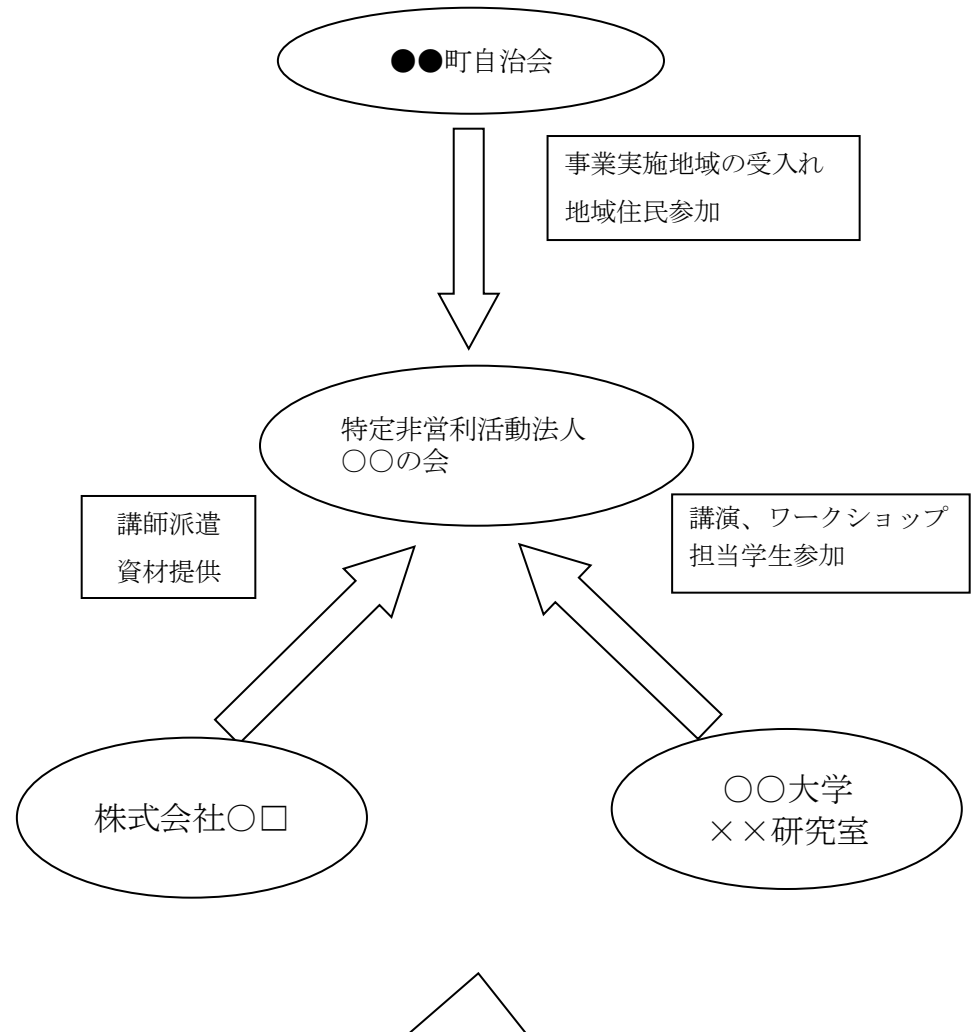 ●●町自治会
事業実施地域の受入れ
地域住民参加
特定非営利活動法人
○○の会
講師派遣
資材提供
講演、ワークショップ
担当学生参加
株式会社○□
○○大学
××研究室